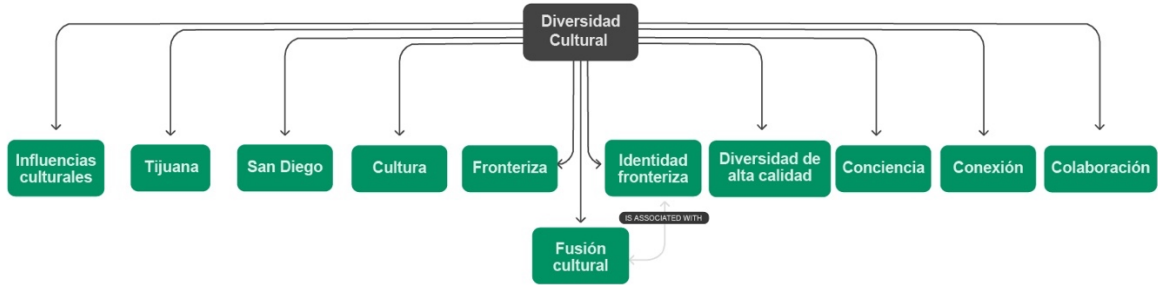 Diversidad
Cultural
Influencias
culturales
Tijuana
San Diego
Cultura
Fronteriza
Identidad
fronteriza
Diversidad de
alta calidad
Conciencia
Conexión
Colaboración
IS ASSOCIATED WITH
Fusión
cultural